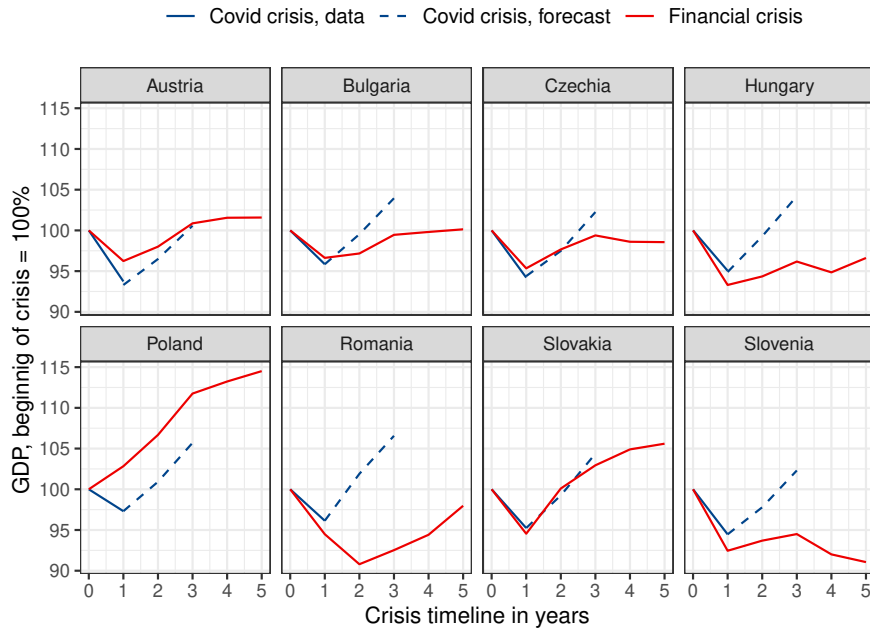 Covid crisis, data Covid crisis, forecast Financial crisis
Austria Bulgaria Czechia Hungary
115
110
105
100
95
90
Poland Romania Slovakia Slovenia
115
110
105
100
95
90
0 1 2 3 4 5 0 1 2 3 4 5 0 1 2 3 4 5 0 1 2 3 4 5
GDP, beginnig of crisis = 100%
Crisis timeline in years